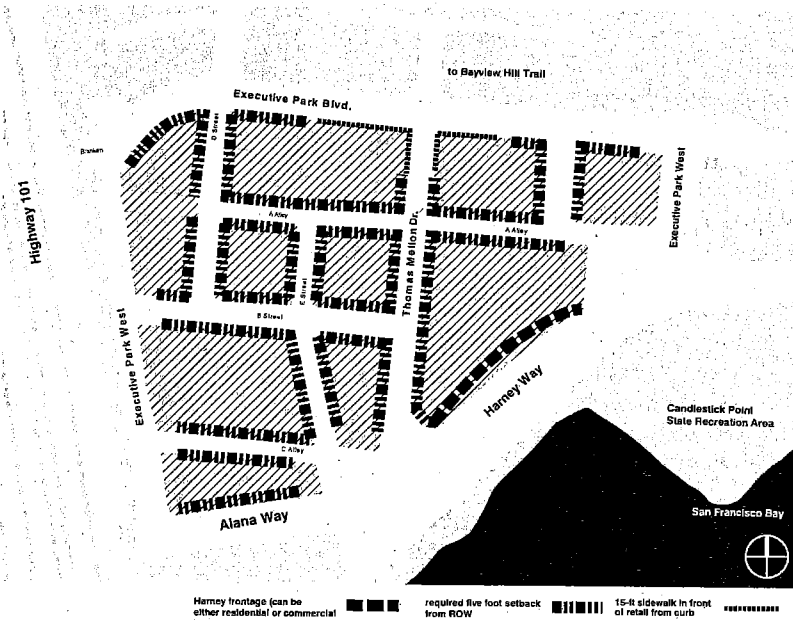 to Bayview Hill Trail
Executive Park Blvd.
D Street
Highway 101
A Alley
A Alley
Executive Park West
Thomas Mellon Dr.
E Street
B Street
Executive Park West
Harney Way
Candlestick Point
State Recreation Area
C Alley
San Francisco Bay
Alana Way
Harney frontage (can be
either residential or commercial
required five foot setback
from ROW
15-ft sidewalk in front
of retail from curb